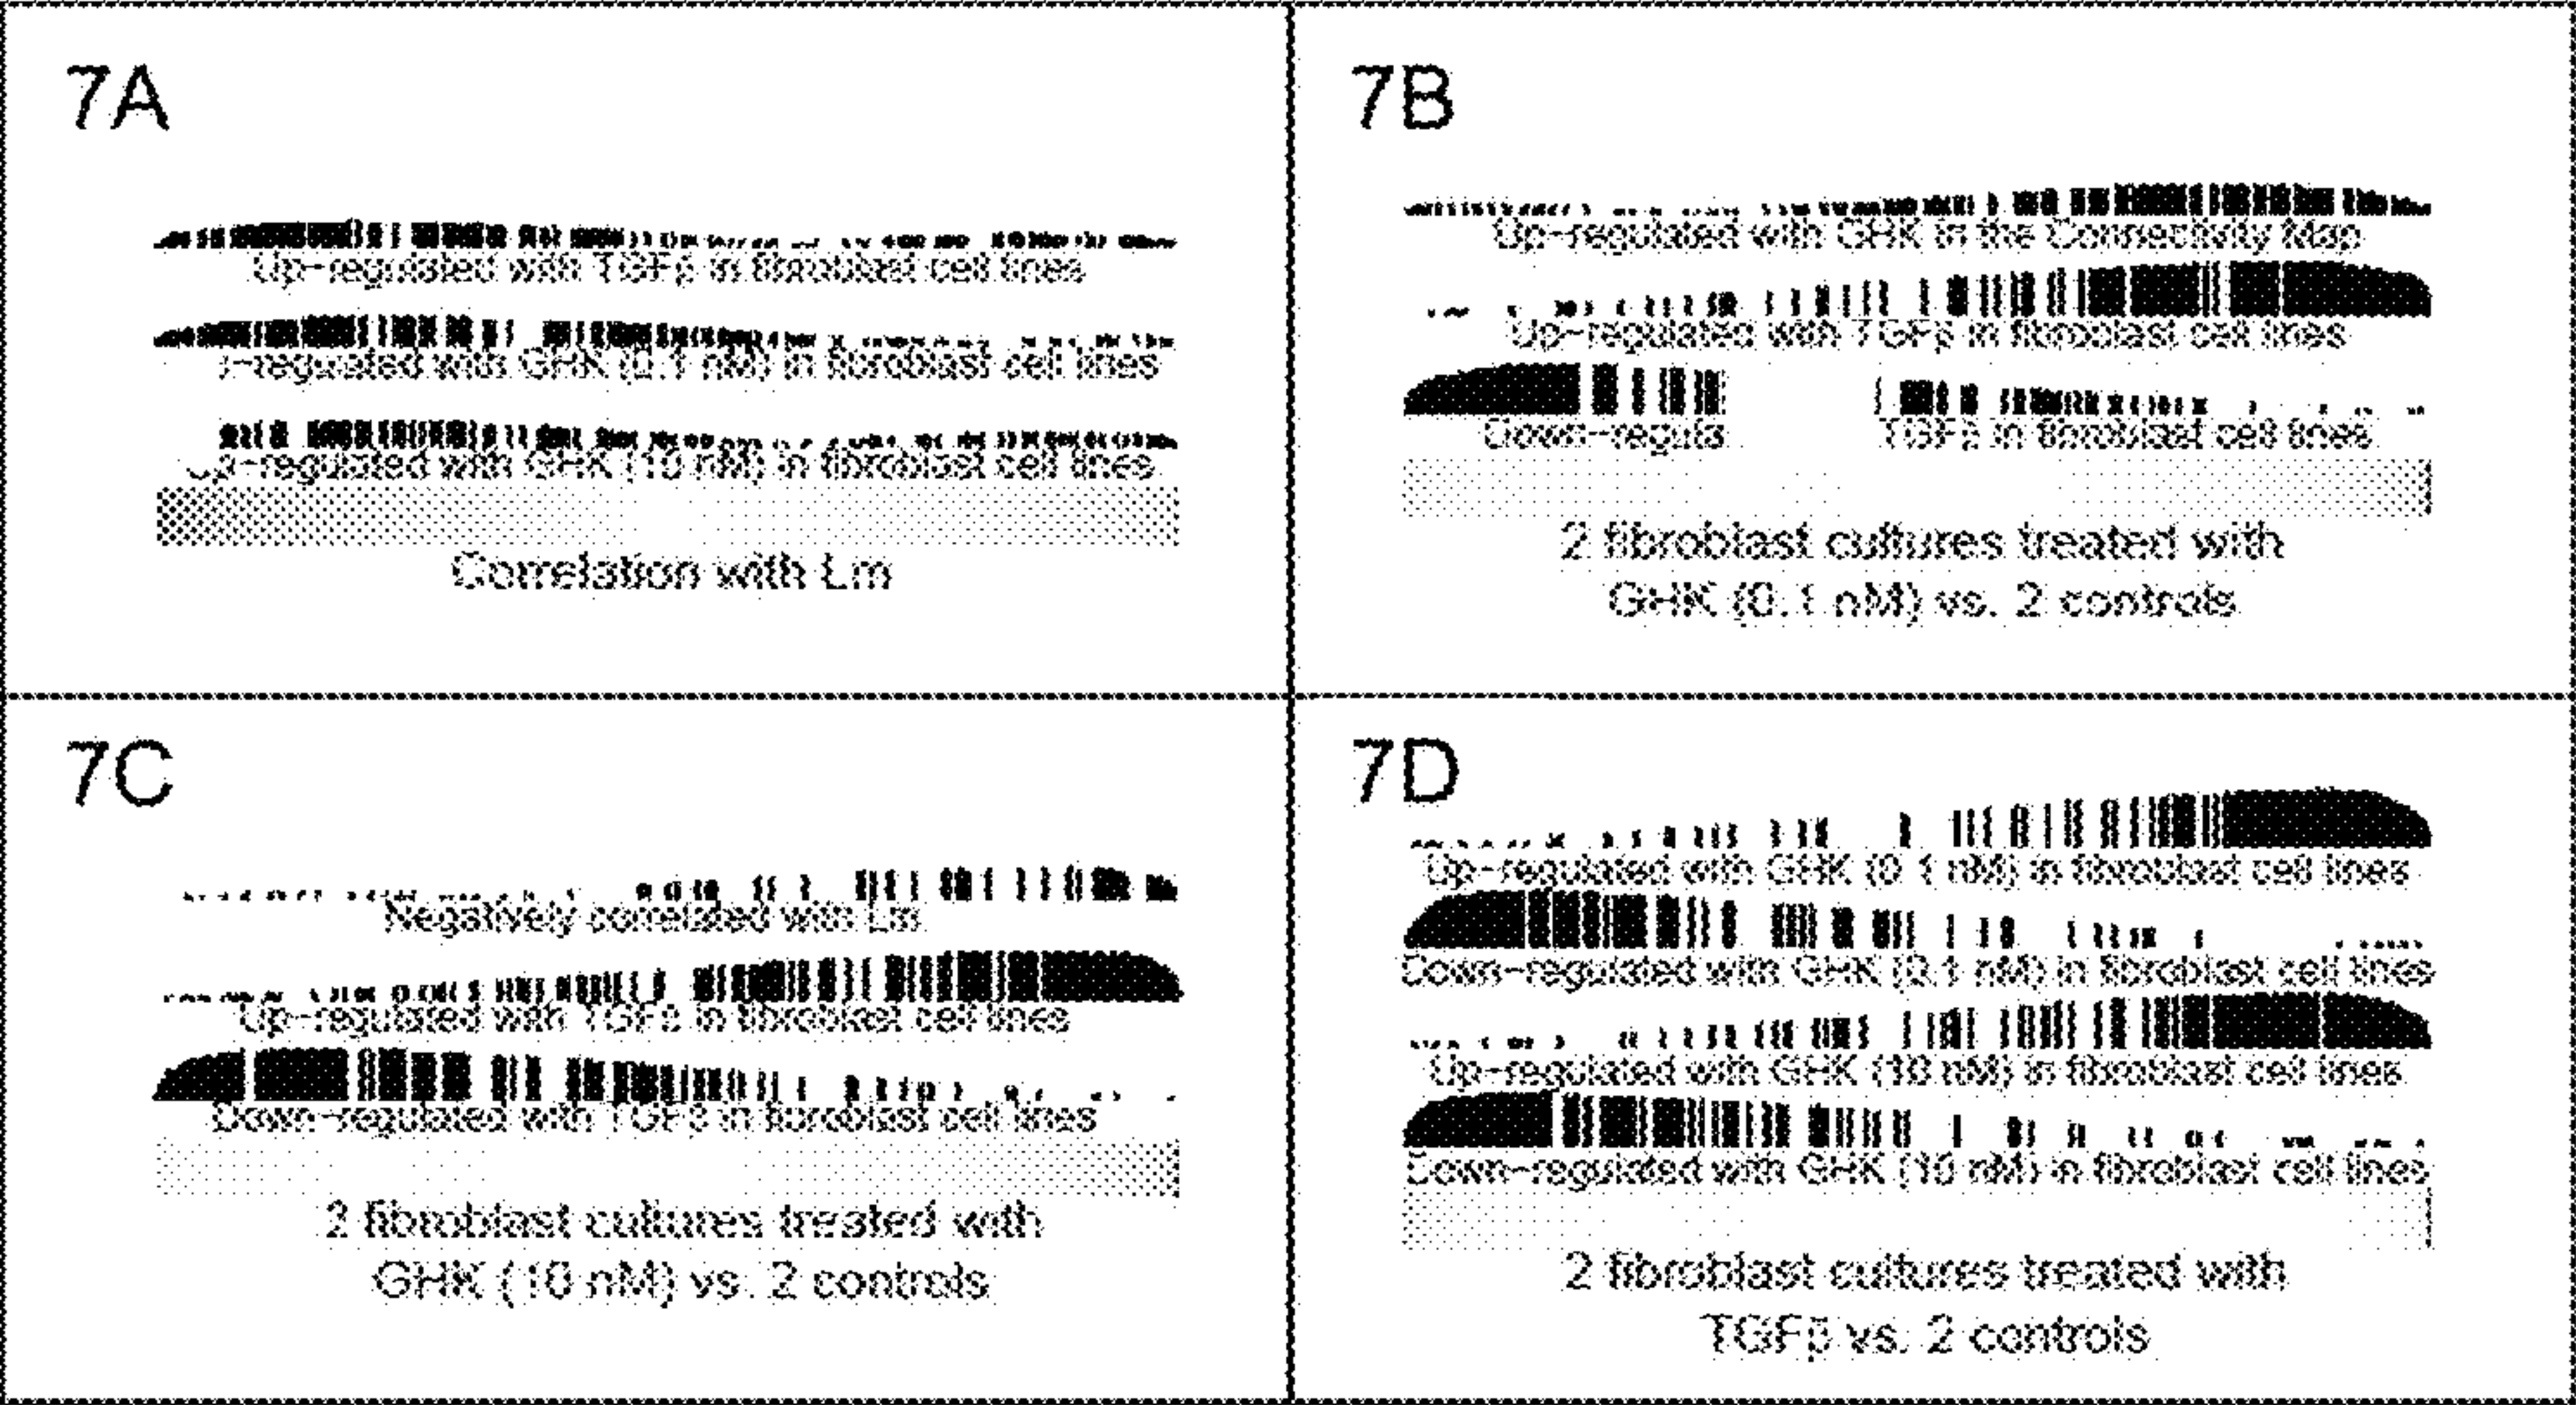 7A
Up-regulated with TGFβ in fibroblast cell lines
-regulated with GHK (0.1 nM) in fibroblast cell lines
Up-regulated with GHK (10 nM) in fibroblast cell lines
Correlation with Lm
7B
Up-regulated with GHK in the Connectivity Map
Up-regulated with TGFβ in fibroblast cell lines
Down-regula TGFβ in fibroblast cell lines
2 fibroblast cultures treated with
GHK (0.1 nM) vs. 2 controls
7C
Negatively correlated with Lm
Up-regulated with TGFβ in fibroblast cell lines
Down-regulated with TGFβ in fibroblast cell lines
2 fibroblast cultures treated with
GHK (10 nM) vs. 2 controls
7D
Up-regulated with GHK (0.1 nM) in fibroblast cell lines
Down-regulated with GHK (0.1 nM) in fibroblast cell lines
Up-regulated with GHK (10 nM) in fibroblast cell lines
Down-regulated with GHK (10 nM) in fibroblast cell lines
2 fibroblast cultures treated with
TGFβ vs. 2 controls